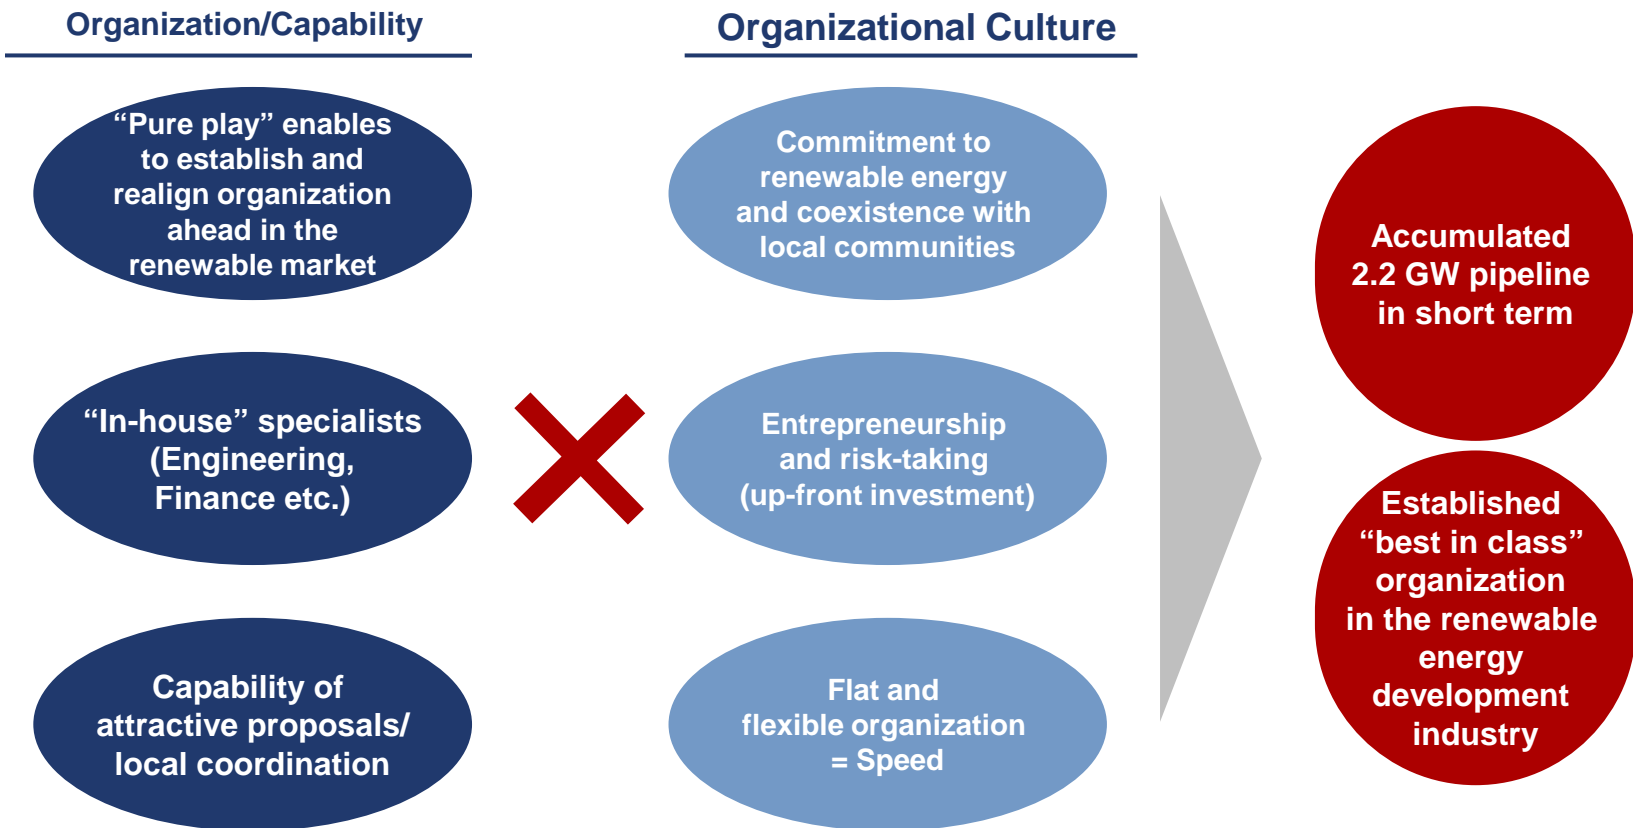 Organization/Capability
Organizational Culture
“Pure play” enables
to establish and
realign organization
ahead in the
renewable market
“In-house” specialists
(Engineering,
Finance etc.)
Capability of
attractive proposals/
local coordination
Commitment to
renewable energy
and coexistence with
local communities
Entrepreneurship
and risk-taking
(up-front investment)
Flat and
flexible organization
= Speed
Accumulated
2.2 GW pipeline
in short term
Established
“best in class”
organization
in the renewable
energy
development
industry